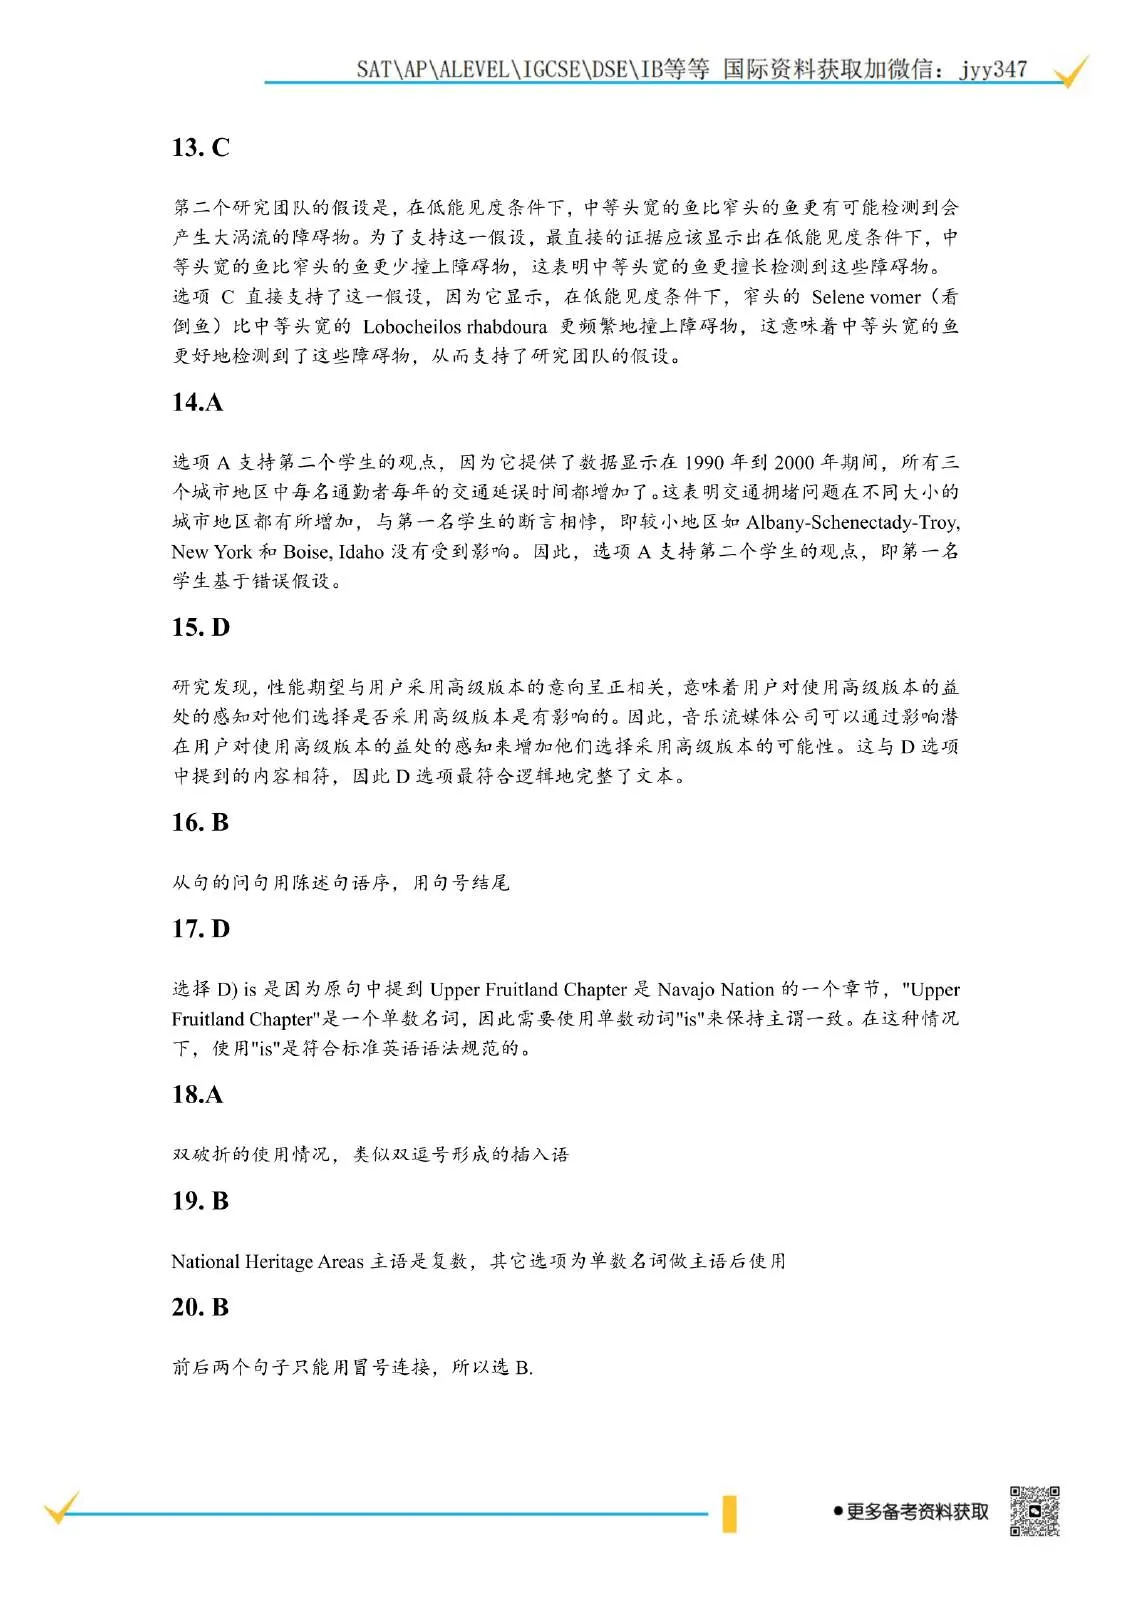 SAT\AP\ALEVEL\IGCSE\DSE\IB等等 国际资料获取加微信：jyy347
13. C
第二个研究团队的假设是，在低能见度条件下，中等头宽的鱼比窄头的鱼更有可能检测到会
产生大涡流的障碍物。为了支持这一假设，最直接的证据应该显示出在低能见度条件下，中
等头宽的鱼比窄头的鱼更少撞上障碍物，这表明中等头宽的鱼更擅长检测到这些障碍物。
选项 C 直接支持了这一假设，因为它显示，在低能见度条件下，窄头的 Selene vomer（看
倒鱼）比中等头宽的 Lobocheilos rhabdoura 更频繁地撞上障碍物，这意味着中等头宽的鱼
更好地检测到了这些障碍物，从而支持了研究团队的假设。
14.A
选项 A 支持第二个学生的观点，因为它提供了数据显示在 1990 年到 2000 年期间，所有三
个城市地区中每名通勤者每年的交通延误时间都增加了。这表明交通拥堵问题在不同大小的
城市地区都有所增加，与第一名学生的断言相悖，即较小地区如 Albany-Schenectady-Troy,
New York 和 Boise, Idaho 没有受到影响。因此，选项 A 支持第二个学生的观点，即第一名
学生基于错误假设。
15. D
研究发现，性能期望与用户采用高级版本的意向呈正相关，意味着用户对使用高级版本的益
处的感知对他们选择是否采用高级版本是有影响的。因此，音乐流媒体公司可以通过影响潜
在用户对使用高级版本的益处的感知来增加他们选择采用高级版本的可能性。这与 D 选项
中提到的内容相符，因此 D 选项最符合逻辑地完整了文本。
16. B
从句的问句用陈述句语序，用句号结尾
17. D
选择 D) is 是因为原句中提到 Upper Fruitland Chapter 是 Navajo Nation 的一个章节，"Upper
Fruitland Chapter"是一个单数名词，因此需要使用单数动词"is"来保持主谓一致。在这种情况
下，使用"is"是符合标准英语语法规范的。
18.A
双破折的使用情况，类似双逗号形成的插入语
19. B
National Heritage Areas 主语是复数，其它选项为单数名词做主语后使用
20. B
前后两个句子只能用冒号连接，所以选 B.
●更多备考资料获取